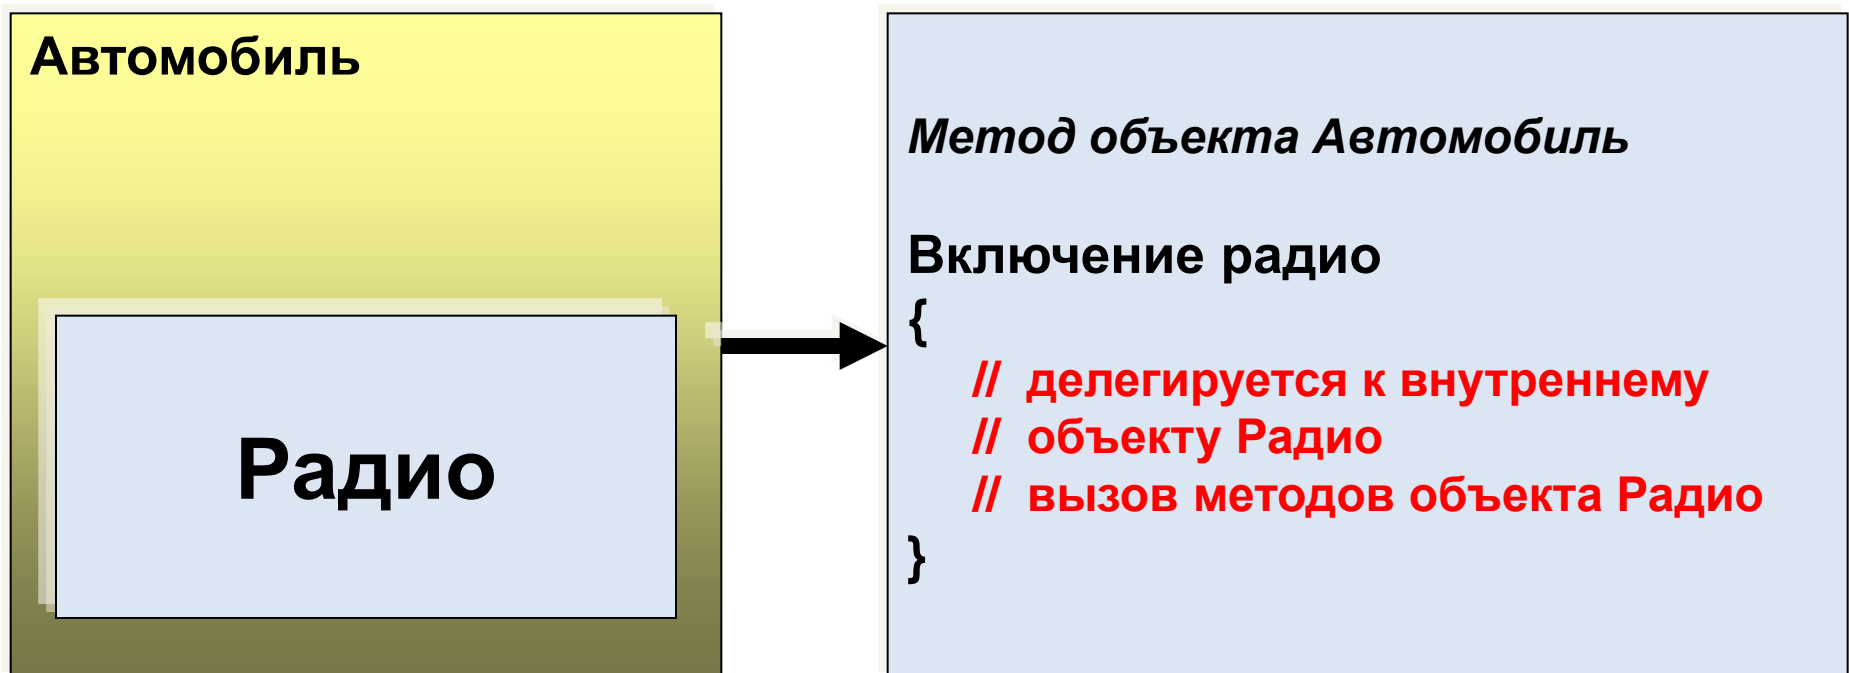 Автомобиль
Радио
Метод объекта Автомобиль
Включение радио
{
// делегируется к внутреннему
// объекту Радио
// вызов методов объекта Радио
}